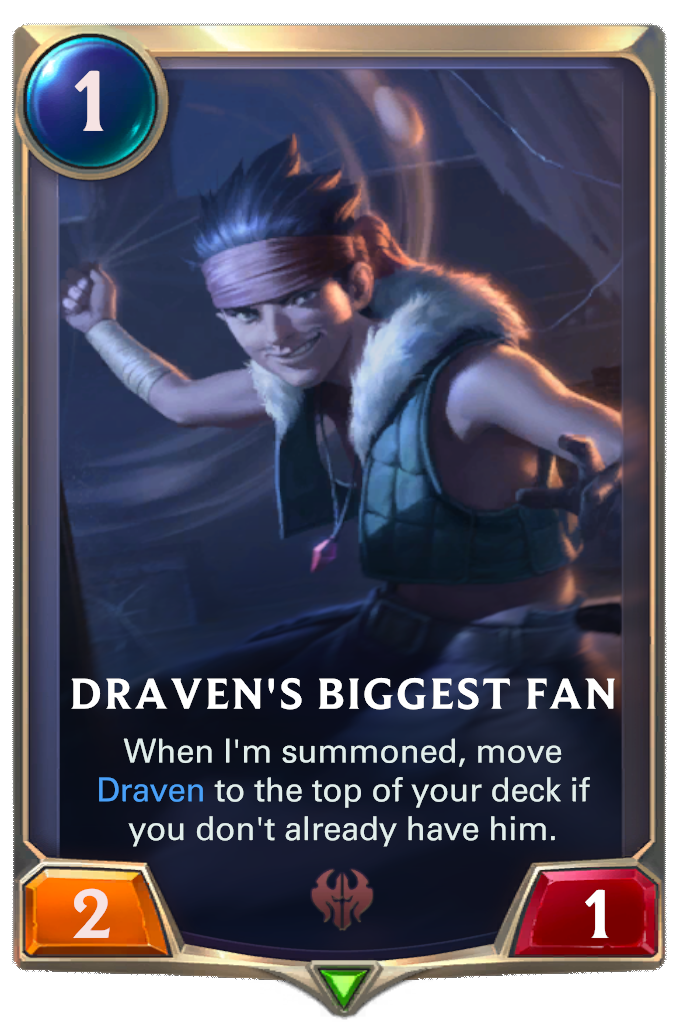 1
DRAVEN'S BIGGEST FAN
When I'm summoned, move
Draven to the top of your deck if
you don't already have him.
2
1